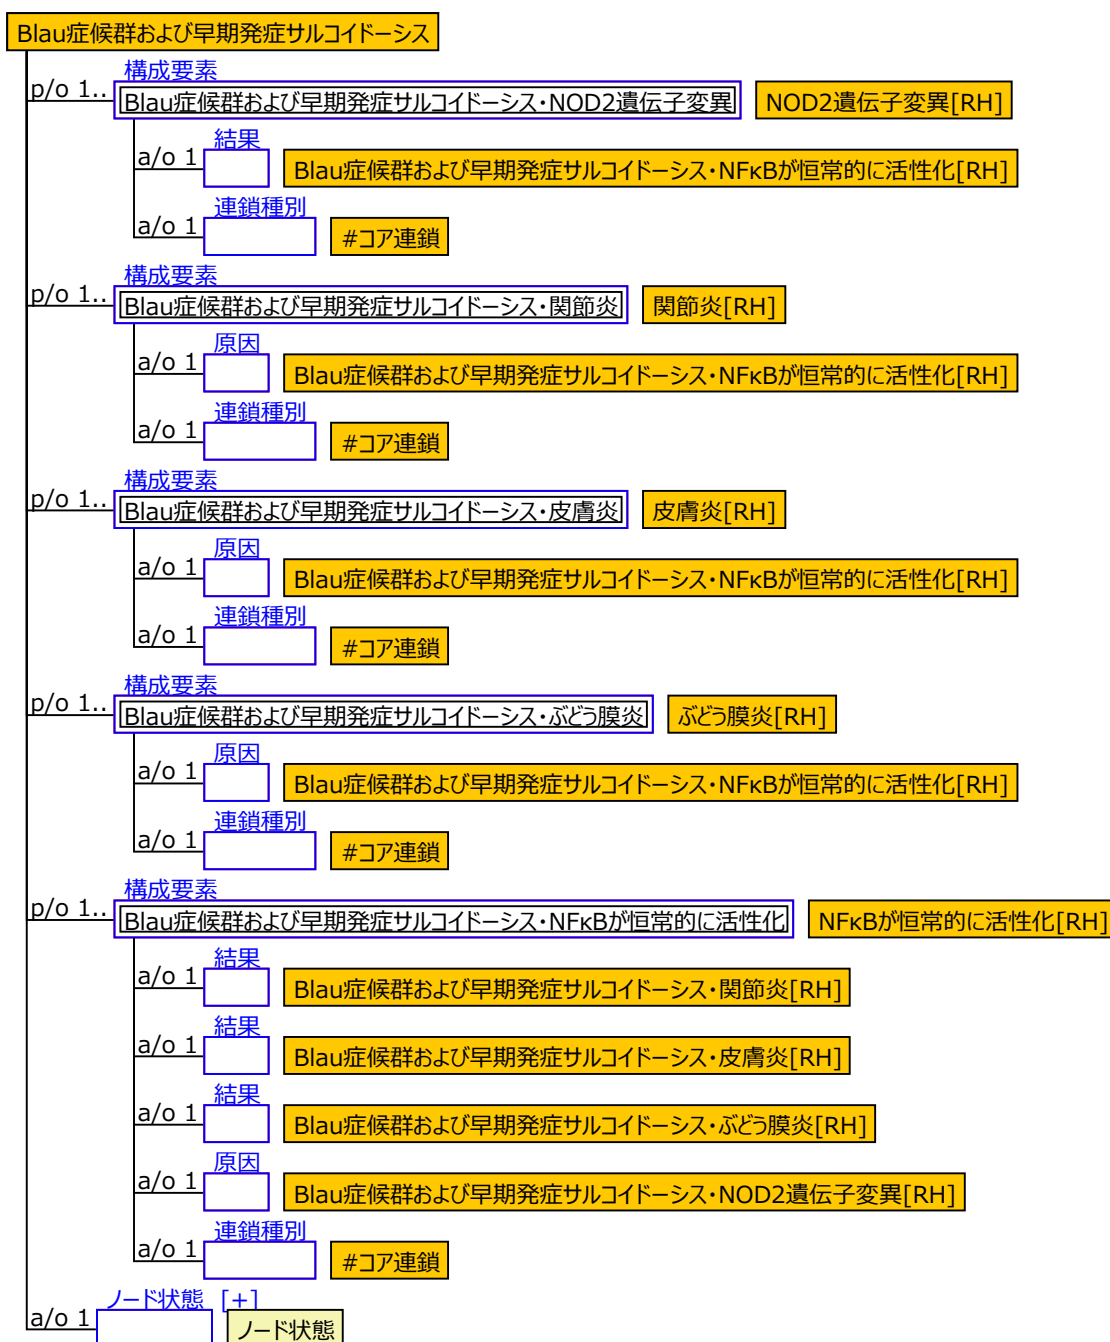 Blau症候群および早期発症サルコイドーシス
構成要素
p/o 1.. Blau症候群および早期発症サルコイドーシス・NOD2遺伝子変異 NOD2遺伝子変異[RH]
結果
a/o 1 Blau症候群および早期発症サルコイドーシス・NFκBが恒常的に活性化[RH]
連鎖種別
a/o 1 #コア連鎖
構成要素
p/o 1.. Blau症候群および早期発症サルコイドーシス・関節炎 関節炎[RH]
原因
a/o 1 Blau症候群および早期発症サルコイドーシス・NFκBが恒常的に活性化[RH]
連鎖種別
a/o 1 #コア連鎖
構成要素
p/o 1.. Blau症候群および早期発症サルコイドーシス・皮膚炎 皮膚炎[RH]
原因
a/o 1 Blau症候群および早期発症サルコイドーシス・NFκBが恒常的に活性化[RH]
連鎖種別
a/o 1 #コア連鎖
構成要素
p/o 1.. Blau症候群および早期発症サルコイドーシス・ぶどう膜炎 ぶどう膜炎[RH]
原因
a/o 1 Blau症候群および早期発症サルコイドーシス・NFκBが恒常的に活性化[RH]
連鎖種別
a/o 1 #コア連鎖
構成要素
p/o 1.. Blau症候群および早期発症サルコイドーシス・NFκBが恒常的に活性化 NFκBが恒常的に活性化[RH]
結果
a/o 1 Blau症候群および早期発症サルコイドーシス・関節炎[RH]
結果
a/o 1 Blau症候群および早期発症サルコイドーシス・皮膚炎[RH]
結果
a/o 1 Blau症候群および早期発症サルコイドーシス・ぶどう膜炎[RH]
原因
a/o 1 Blau症候群および早期発症サルコイドーシス・NOD2遺伝子変異[RH]
連鎖種別
a/o 1 #コア連鎖
ノード状態 [+]
a/o 1 ノード状態